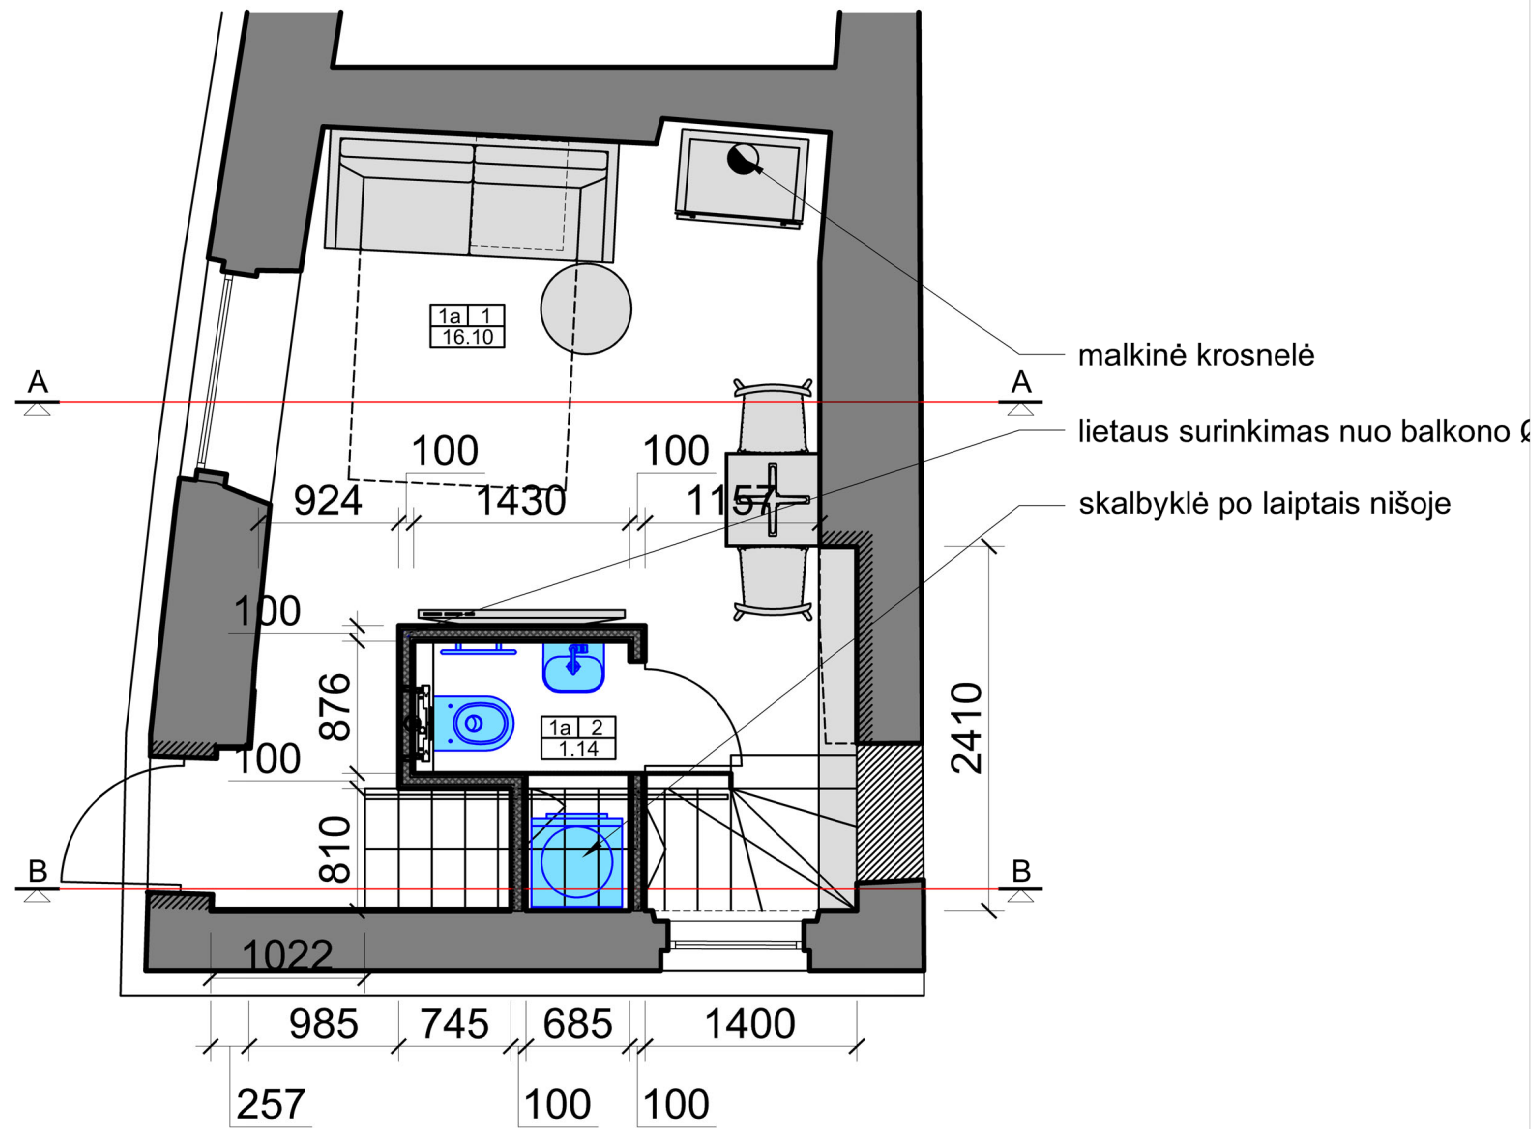 1a 1
16.10
A
A
malkinė krosnelė
lietaus surinkimas nuo balkono Ø
skalbyklė po laiptais nišoje
100
100
924
1430
1157
100
876
1a 2
1.14
100
2410
810
B
B
1022
985
745
685
1400
257
100
100